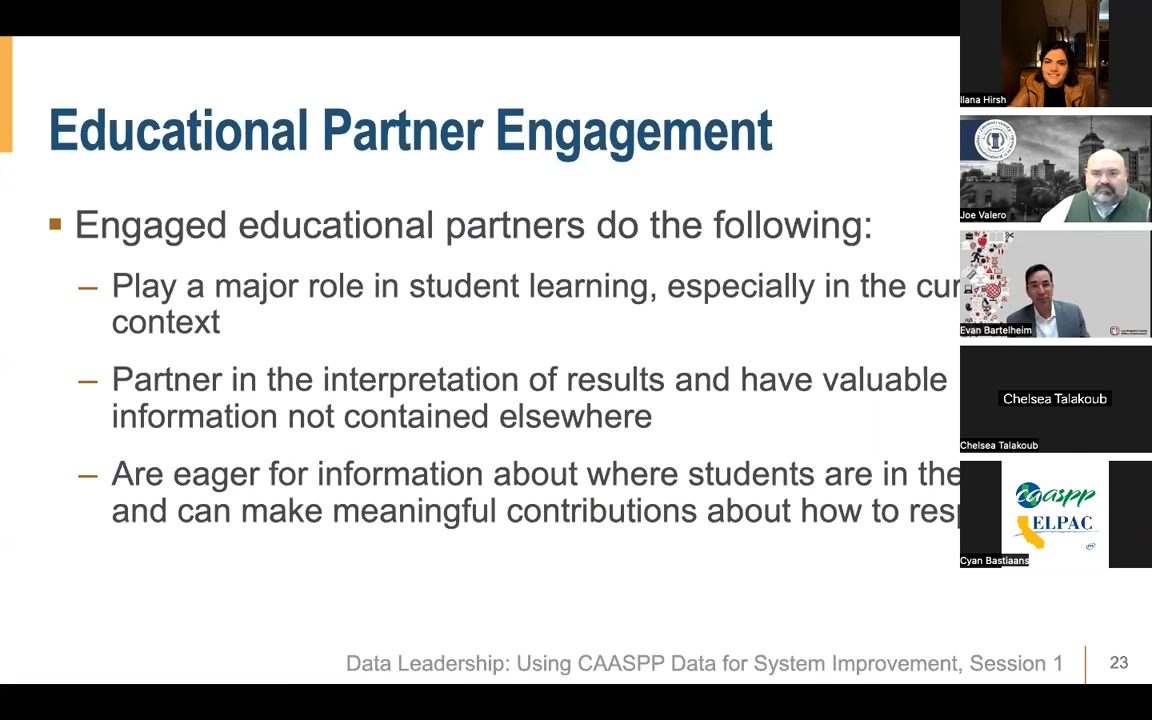 Educational Partner Engagement
Engaged educational partners do the following:
– Play a major role in student learning, especially in the
context
– Partner in the interpretation of results and have valuable
information not contained elsewhere
– Are eager for information about where students are in
and can make meaningful contributions about how to
Data Leadership: Using CAASPP Data for System Improvement, Session 1
23
Ilana Hirsh
Joe Valero
Evan Bartelheim
Chelsea Talakoub
Chelsea Talakoub
caaspp
ELPAC
Cyan Bastiaans